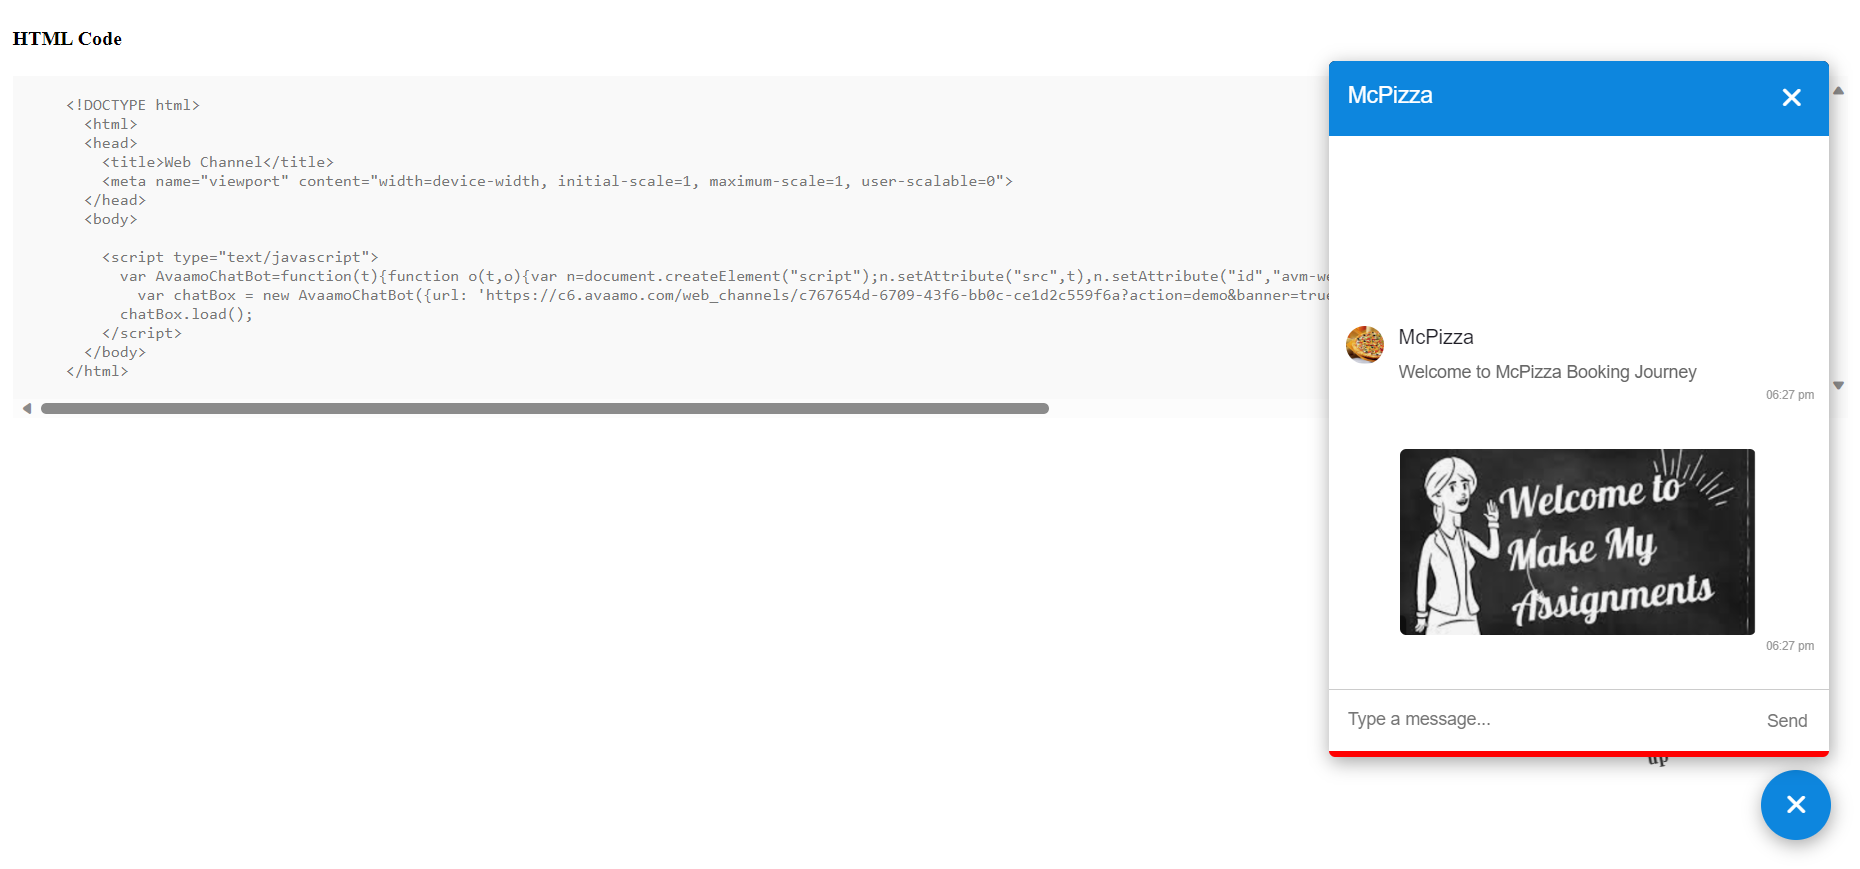 HTML Code
<!DOCTYPE html>
<html>
<head>
<title>Web Channel</title>
<meta name="viewport" content="width=device-width, initial-scale=1, maximum-scale=1, user-scalable=0">
</head>
<body>
<script type="text/javascript">
var AvaamoChatBot=function(t){function o(t,o){var n=document.createElement("script");n.setAttribute("src",t),n.setAttribute("id","avm-we
var chatBox = new AvaamoChatBot({url: 'https://c6.avaamo.com/web_channels/c767654d-6709-43f6-bb0c-ce1d2c559f6a?action=demo&banner=true
chatBox.load();
</script>
</body>
</html>
McPizza
McPizza
Welcome to McPizza Booking Journey
06:27 pm
Welcome to
Make My
Assignments
06:27 pm
Type a message...
Send
up